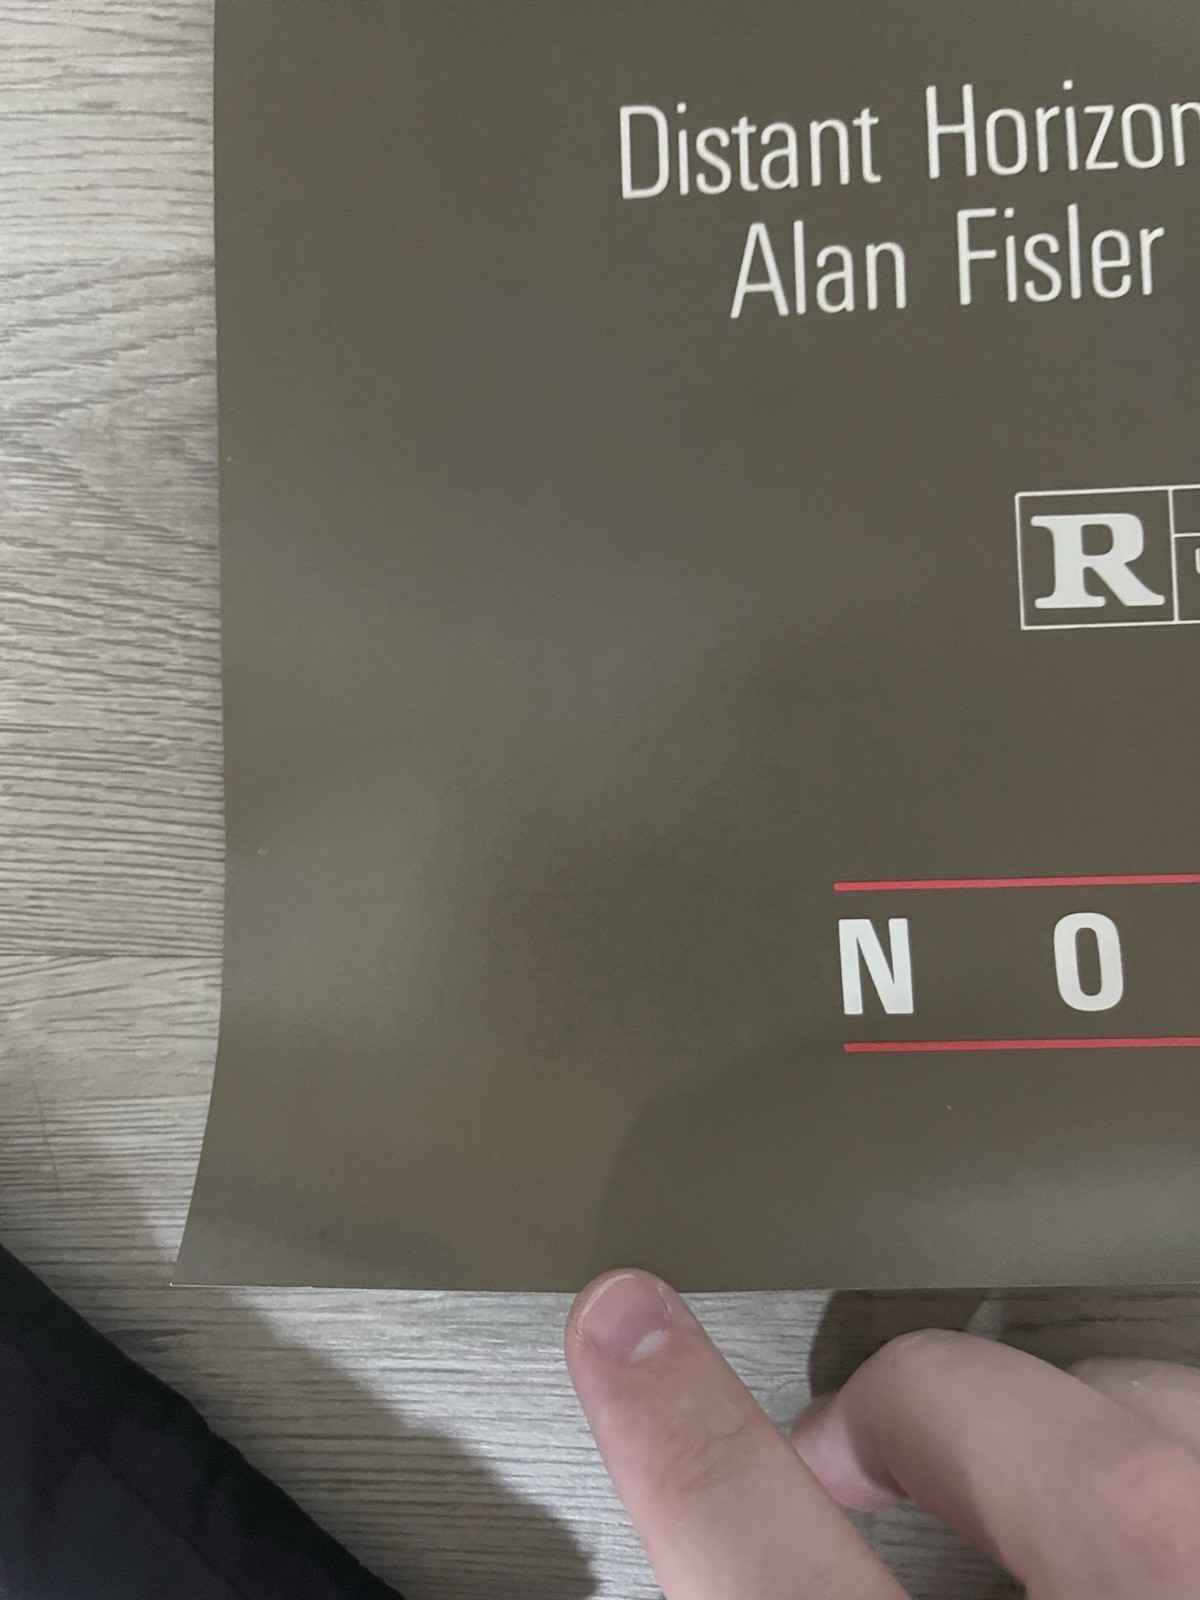 Distant Horizon
Alan Fisler
R
N O